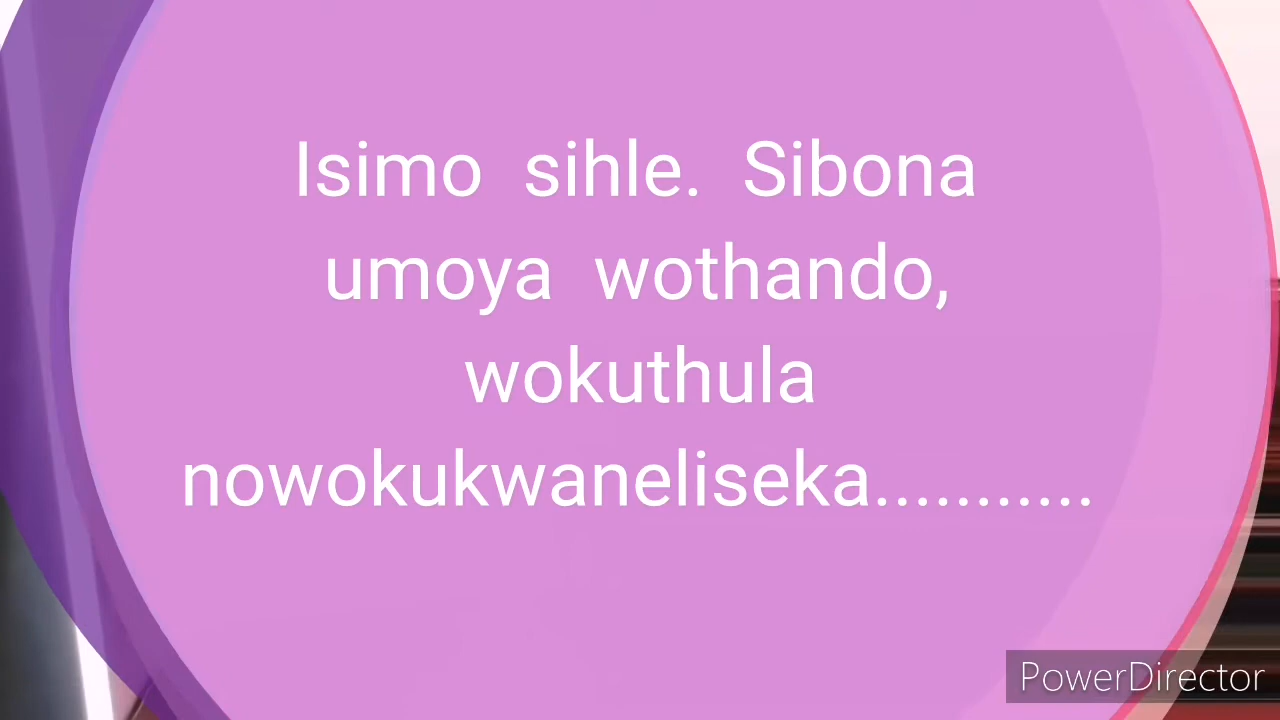 Isimo sihle. Sibona
umoya wothando,
wokuthula
nowokukwaneliseka...........
PowerDirector